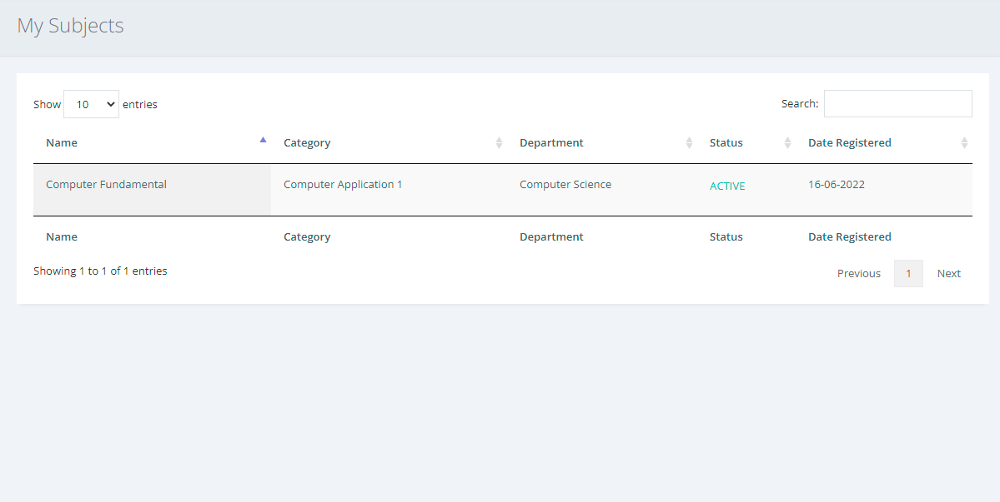 My Subjects
Show 10 entries Search:
Name Category Department Status Date Registered
Computer Fundamental Computer Application 1 Computer Science ACTIVE 16-06-2022
Name Category Department Status Date Registered
Showing 1 to 1 of 1 entries Previous 1 Next